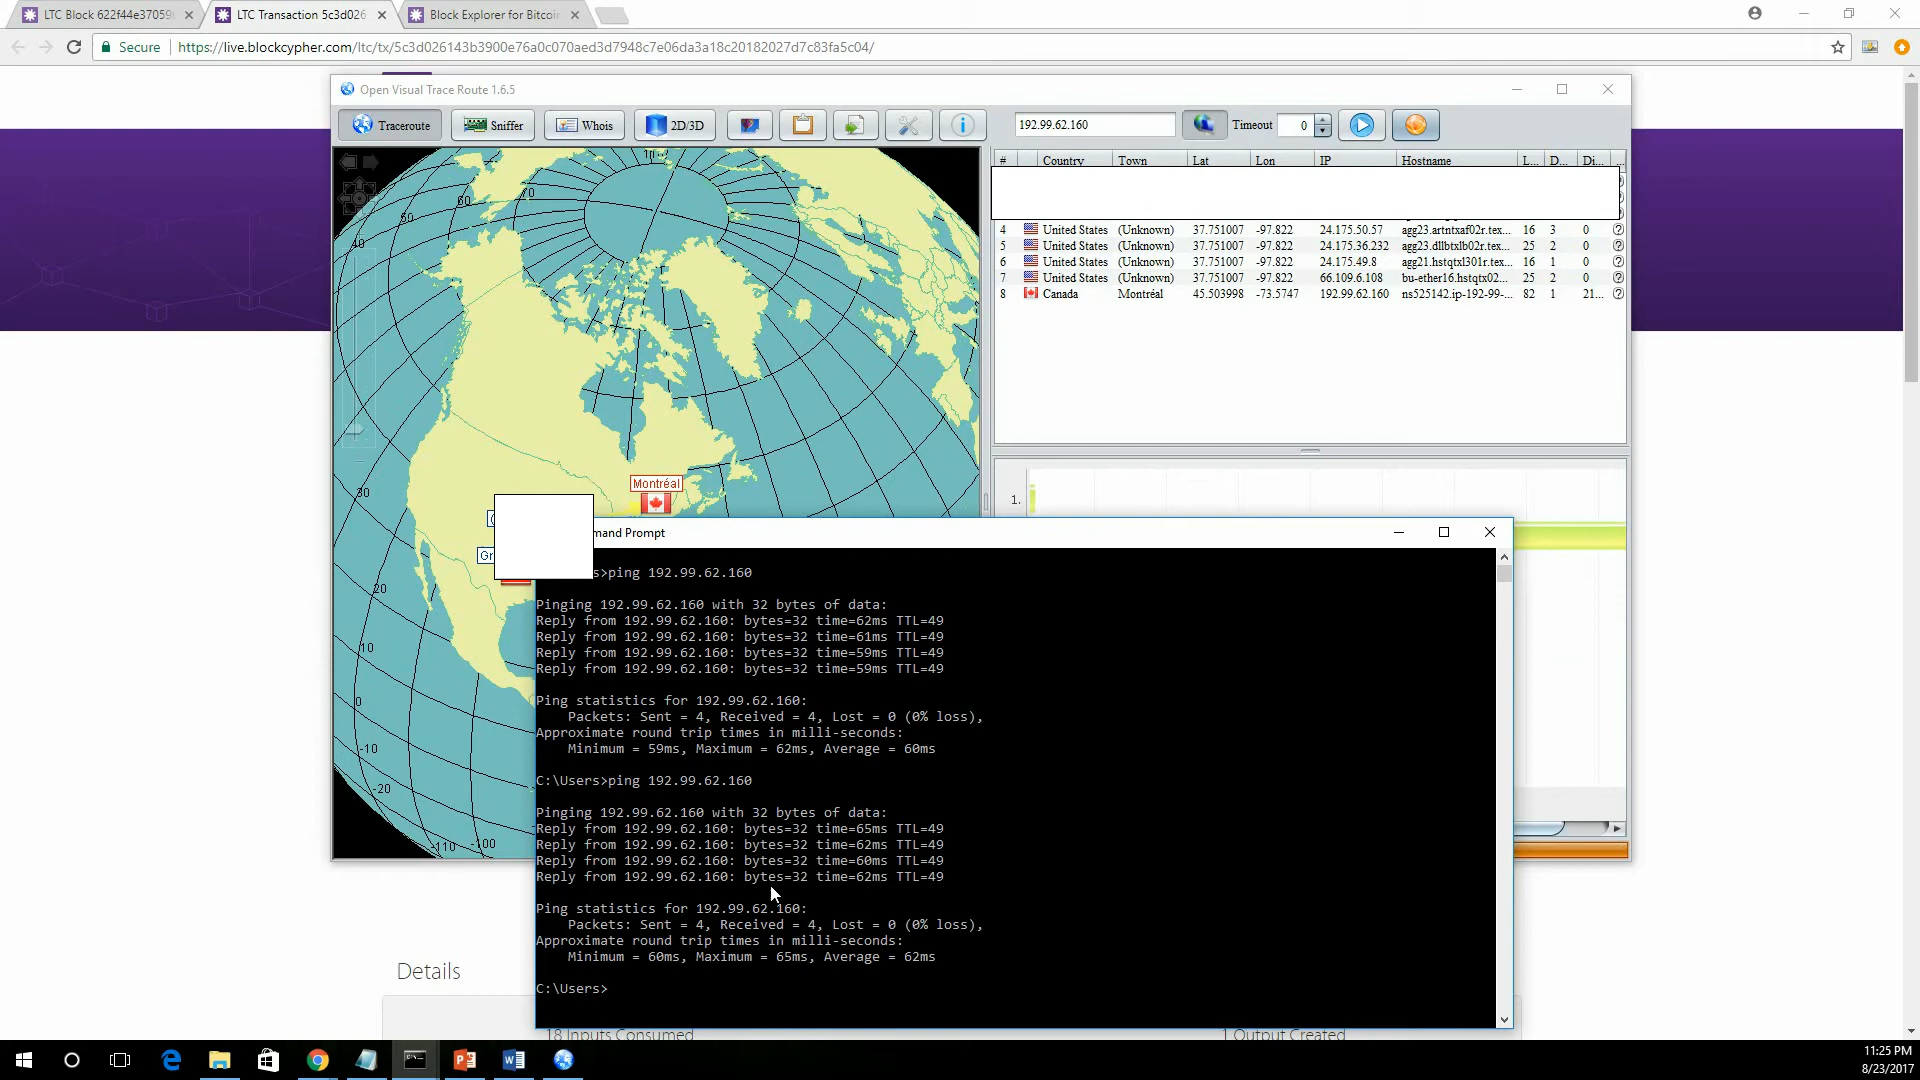 LTC Block 622f44e37059
LTC Transaction 5c3d026
Block Explorer for Bitcoin
Secure
https://live.blockcypher.com/ltc/tx/5c3d026143b3900e76a0c070aed3d7948c7e06da3a18c20182027d7c83fa5c04/
Open Visual Trace Route 1.6.5
Traceroute
Sniffer
Whois
2D/3D
192.99.62.160
Timeout
0
# Country Town Lat Lon IP Hostname L... D... Di... ...
4 United States (Unknown) 37.751007 -97.822 24.175.50.57 agg23.artntxaf02r.tex... 16 3 0
5 United States (Unknown) 37.751007 -97.822 24.175.36.232 agg23.dllbtxlb02r.tex... 25 2 0
6 United States (Unknown) 37.751007 -97.822 24.175.49.8 agg21.hstqtxl301r.tex... 16 1 0
7 United States (Unknown) 37.751007 -97.822 66.109.6.108 bu-ether16.hstqtx02... 25 2 0
8 Canada Montréal 45.503998 -73.5747 192.99.62.160 ns525142.ip-192-99-... 82 1 21...
70
60
50
40
30
20
10
0
-10
-20
-110
-100
Montréal
Gr
1.
mand Prompt
s>ping 192.99.62.160
Pinging 192.99.62.160 with 32 bytes of data:
Reply from 192.99.62.160: bytes=32 time=62ms TTL=49
Reply from 192.99.62.160: bytes=32 time=61ms TTL=49
Reply from 192.99.62.160: bytes=32 time=59ms TTL=49
Reply from 192.99.62.160: bytes=32 time=59ms TTL=49
Ping statistics for 192.99.62.160:
Packets: Sent = 4, Received = 4, Lost = 0 (0% loss),
Approximate round trip times in milli-seconds:
Minimum = 59ms, Maximum = 62ms, Average = 60ms
C:\Users>ping 192.99.62.160
Pinging 192.99.62.160 with 32 bytes of data:
Reply from 192.99.62.160: bytes=32 time=65ms TTL=49
Reply from 192.99.62.160: bytes=32 time=62ms TTL=49
Reply from 192.99.62.160: bytes=32 time=60ms TTL=49
Reply from 192.99.62.160: bytes=32 time=62ms TTL=49
Ping statistics for 192.99.62.160:
Packets: Sent = 4, Received = 4, Lost = 0 (0% loss),
Approximate round trip times in milli-seconds:
Minimum = 60ms, Maximum = 65ms, Average = 62ms
C:\Users>
Details
18 Inputs Consumed
1 Output Created
11:25 PM
8/23/2017